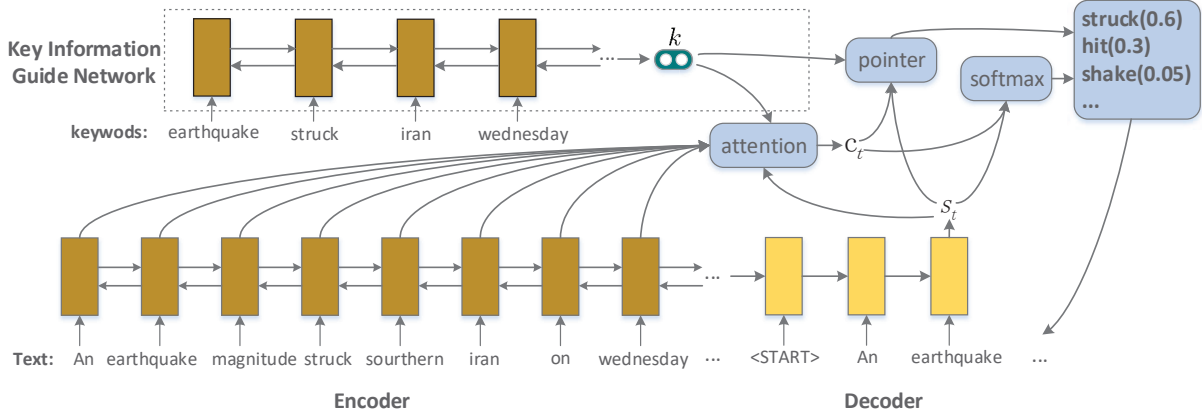 Key Information
Guide Network
... k
keywods: earthquake struck iran wednesday
pointer
softmax
struck(0.6)
hit(0.3)
shake(0.05)
...
attention
C_t
S_t
...
Text: An earthquake magnitude struck sourthern iran on wednesday ... <START> An earthquake ...
Encoder Decoder